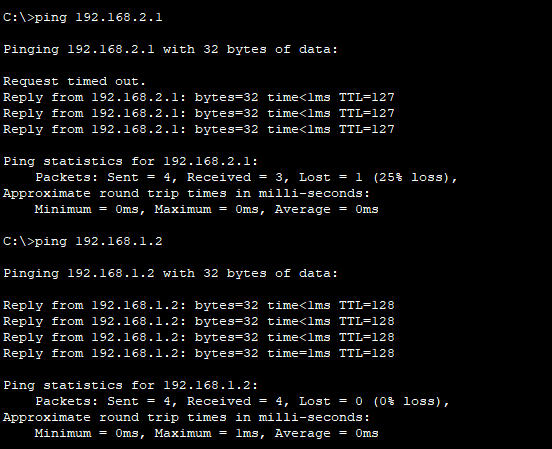 C:\>ping 192.168.2.1
Pinging 192.168.2.1 with 32 bytes of data:
Request timed out.
Reply from 192.168.2.1: bytes=32 time<1ms TTL=127
Reply from 192.168.2.1: bytes=32 time<1ms TTL=127
Reply from 192.168.2.1: bytes=32 time<1ms TTL=127
Ping statistics for 192.168.2.1:
    Packets: Sent = 4, Received = 3, Lost = 1 (25% loss),
Approximate round trip times in milli-seconds:
    Minimum = 0ms, Maximum = 0ms, Average = 0ms
C:\>ping 192.168.1.2
Pinging 192.168.1.2 with 32 bytes of data:
Reply from 192.168.1.2: bytes=32 time<1ms TTL=128
Reply from 192.168.1.2: bytes=32 time<1ms TTL=128
Reply from 192.168.1.2: bytes=32 time<1ms TTL=128
Reply from 192.168.1.2: bytes=32 time=1ms TTL=128
Ping statistics for 192.168.1.2:
    Packets: Sent = 4, Received = 4, Lost = 0 (0% loss),
Approximate round trip times in milli-seconds:
    Minimum = 0ms, Maximum = 1ms, Average = 0ms